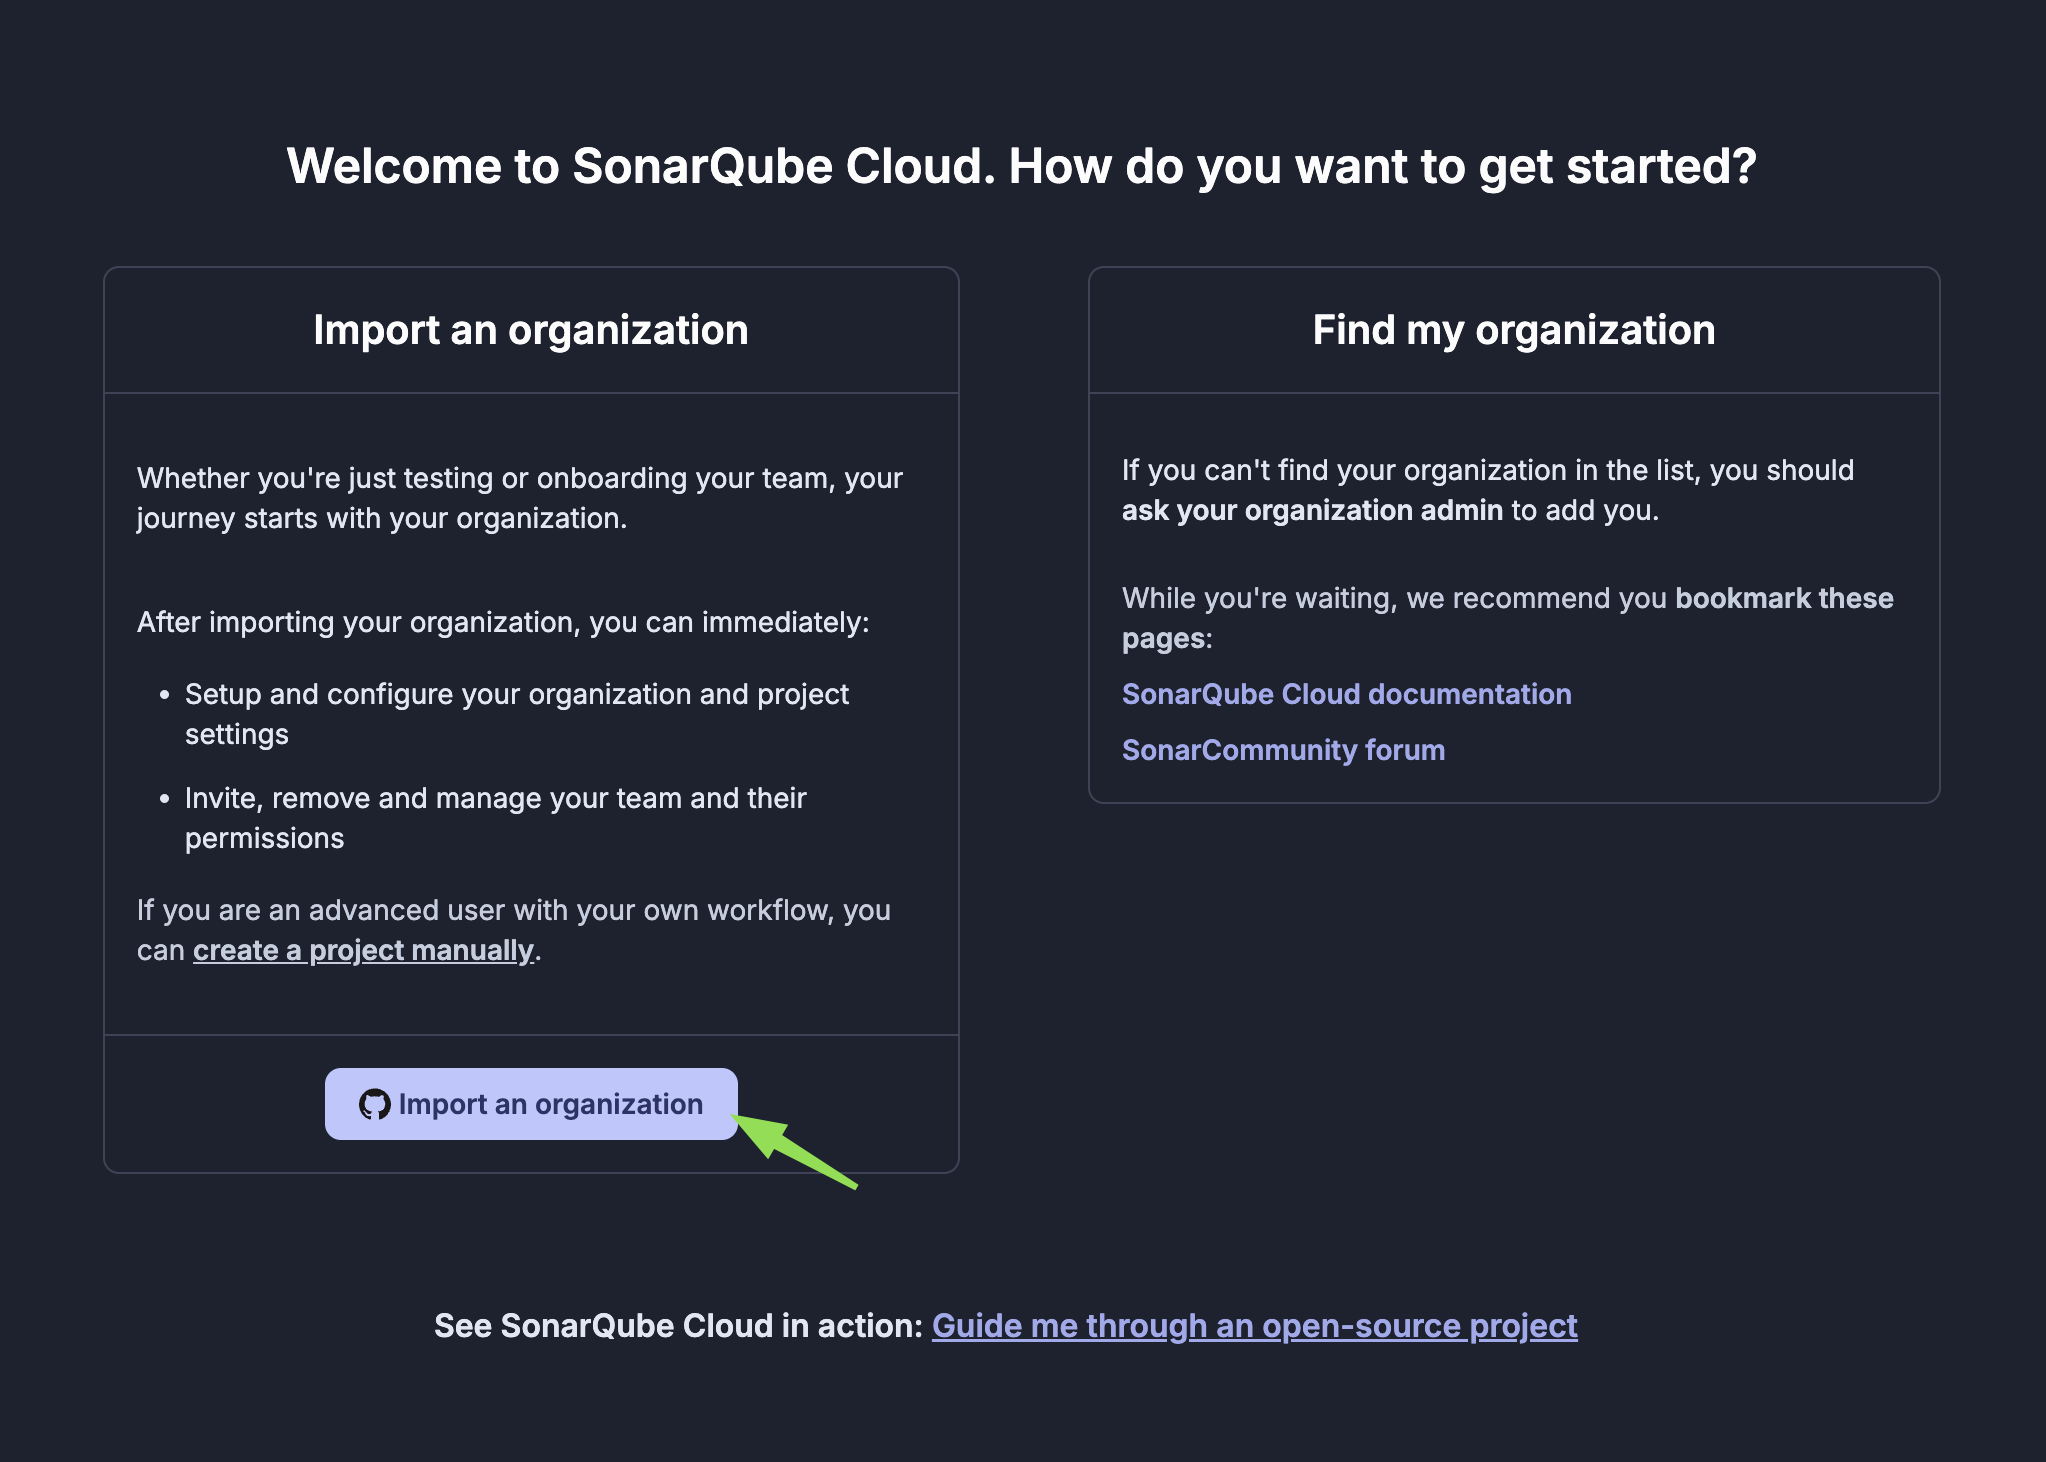 Welcome to SonarQube Cloud. How do you want to get started?
Import an organization
Whether you're just testing or onboarding your team, your
journey starts with your organization.
After importing your organization, you can immediately:
• Setup and configure your organization and project
settings
• Invite, remove and manage your team and their
permissions
If you are an advanced user with your own workflow, you
can create a project manually.
Import an organization
Find my organization
If you can't find your organization in the list, you should
ask your organization admin to add you.
While you're waiting, we recommend you bookmark these
pages:
SonarQube Cloud documentation
SonarCommunity forum
See SonarQube Cloud in action: Guide me through an open-source project